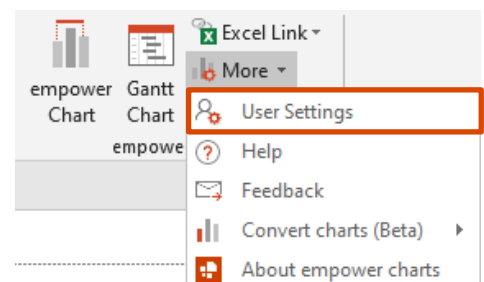 Excel Link
More
empower Chart
Gantt Chart
empowe
User Settings
Help
Feedback
Convert charts (Beta)
About empower charts